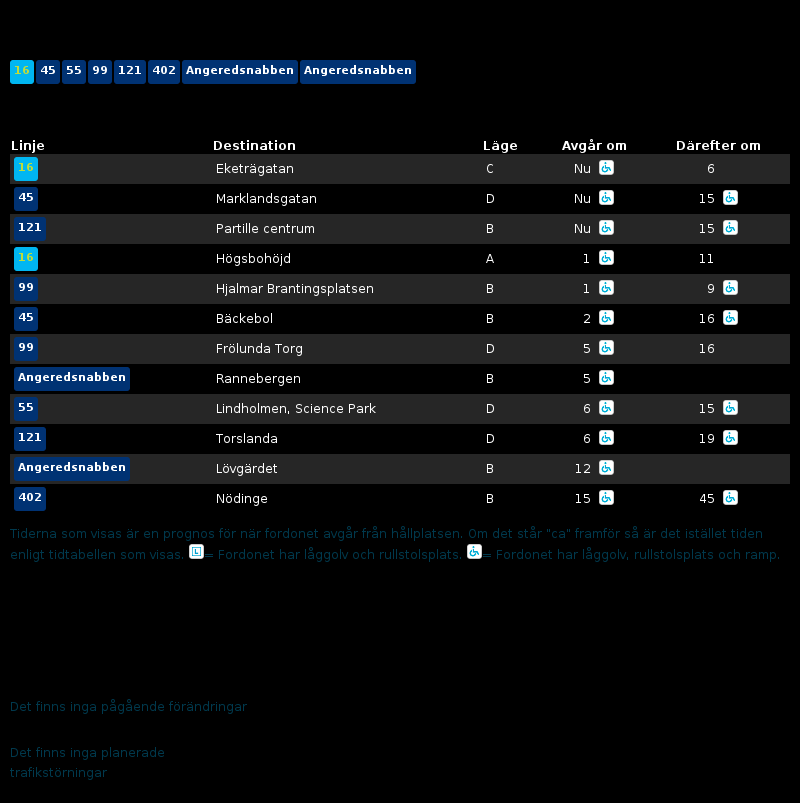 16 45 55 99 121 402 Angeredsnabben Angeredsnabben
Linje Destination Läge Avgår om Därefter om
16 Eketrägatan C Nu 6
45 Marklandsgatan D Nu 15
121 Partille centrum B Nu 15
16 Högsbohöjd A 1 11
99 Hjalmar Brantingsplatsen B 1 9
45 Bäckebol B 2 16
99 Frölunda Torg D 5 16
Angeredsnabben Rannebergen B 5
55 Lindholmen, Science Park D 6 15
121 Torslanda D 6 19
Angeredsnabben Lövgärdet B 12
402 Nödinge B 15 45
Tiderna som visas är en prognos för när fordonet avgår från hållplatsen. Om det står "ca" framför så är det istället tiden
enligt tidtabellen som visas. L = Fordonet har låggolv och rullstolsplats. = Fordonet har låggolv, rullstolsplats och ramp.
Det finns inga pågående förändringar
Det finns inga planerade
trafikstörningar